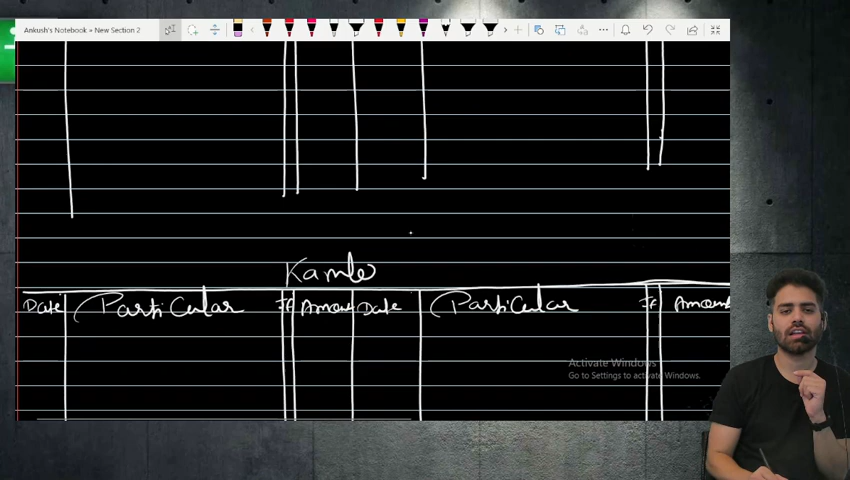 Ankush's Notebook » New Section 2
Kamle
Date Particular Jf Amount Date Particular Jf Amount
Activate Windows
Go to Settings to activate Windows.